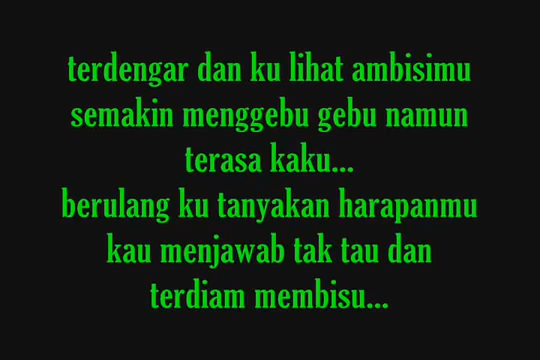 terdengar dan ku lihat ambisimu
semakin menggebu gebu namun
terasa kaku...
berulang ku tanyakan harapanmu
kau menjawab tak tau dan
terdiam membisu...